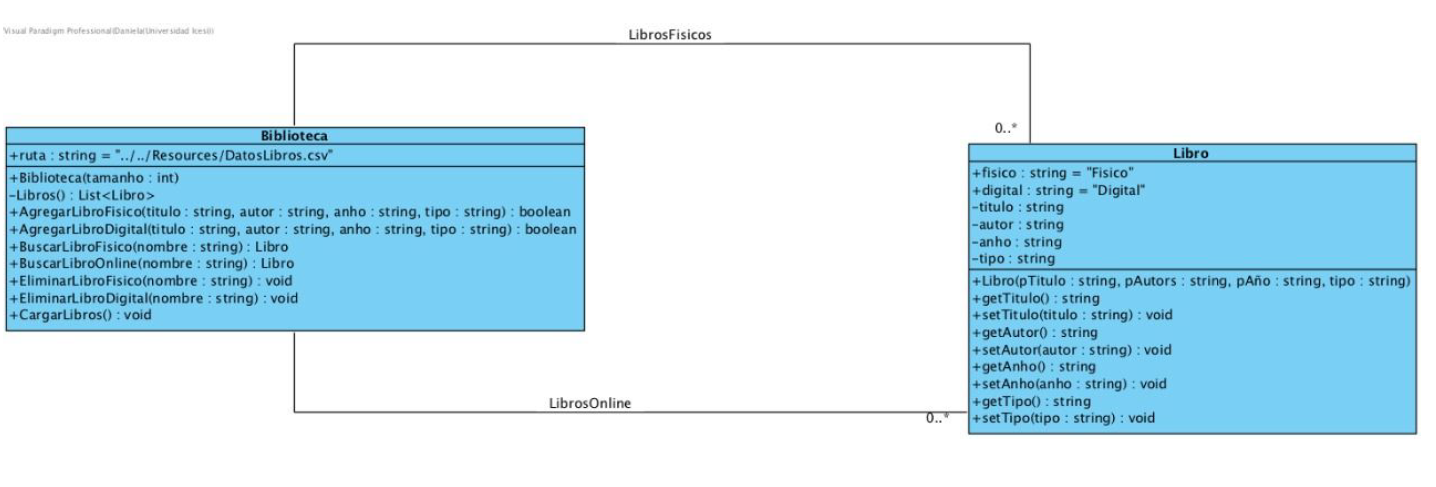 Visual Paradigm Professional(Daniela(Universidad Icesi))
LibrosFisicos
0..*
Biblioteca
+ruta : string = "../../Resources/DatosLibros.csv"
+Biblioteca(tamanho : int)
-Libros() : List<Libro>
+AgregarLibroFisico(titulo : string, autor : string, anho : string, tipo : string) : boolean
+AgregarLibroDigital(titulo : string, autor : string, anho : string, tipo : string) : boolean
+BuscarLibroFisico(nombre : string) : Libro
+BuscarLibroOnline(nombre : string) : Libro
+EliminarLibroFisico(nombre : string) : void
+EliminarLibroDigital(nombre : string) : void
+CargarLibros() : void
Libro
+fisico : string = "Fisico"
+digital : string = "Digital"
-titulo : string
-autor : string
-anho : string
-tipo : string
+Libro(pTitulo : string, pAutors : string, pAño : string, tipo : string)
+getTitulo() : string
+setTitulo(titulo : string) : void
+getAutor() : string
+setAutor(autor : string) : void
+getAnho() : string
+setAnho(anho : string) : void
+getTipo() : string
+setTipo(tipo : string) : void
LibrosOnline
0..*